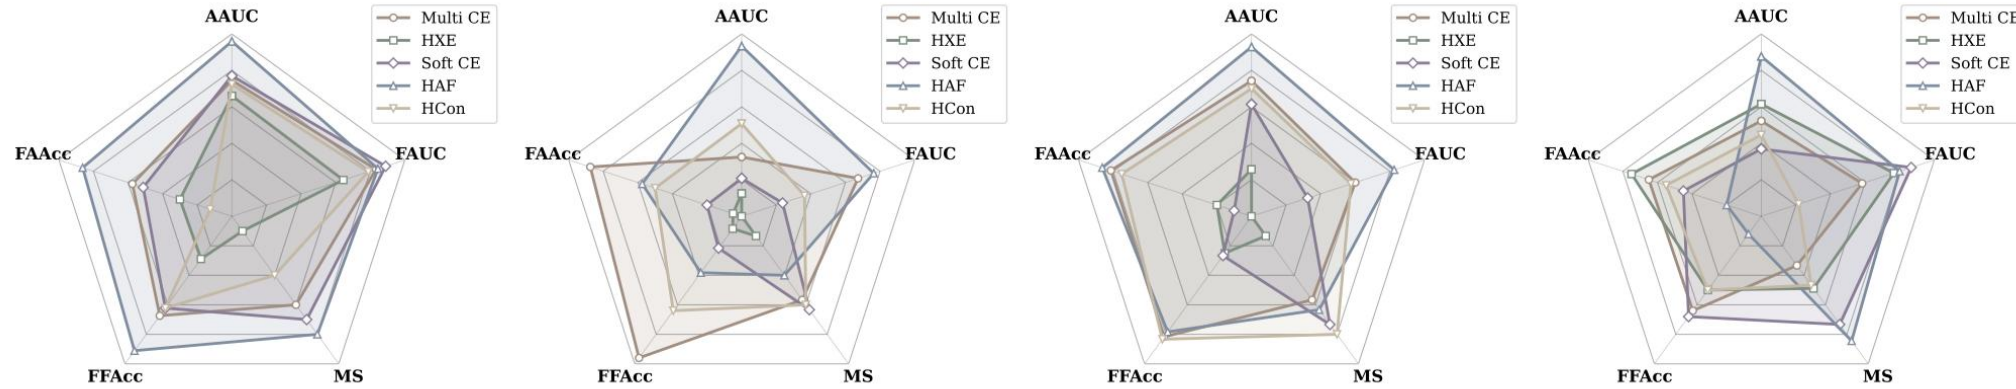 AAUC
FAUC
MS
FFAcc
FAAcc
Multi CE
HXE
Soft CE
HAF
HCon
AAUC
FAUC
MS
FFAcc
FAAcc
Multi CE
HXE
Soft CE
HAF
HCon
AAUC
FAUC
MS
FFAcc
FAAcc
Multi CE
HXE
Soft CE
HAF
HCon
AAUC
FAUC
MS
FFAcc
FAAcc
Multi CE
HXE
Soft CE
HAF
HCon